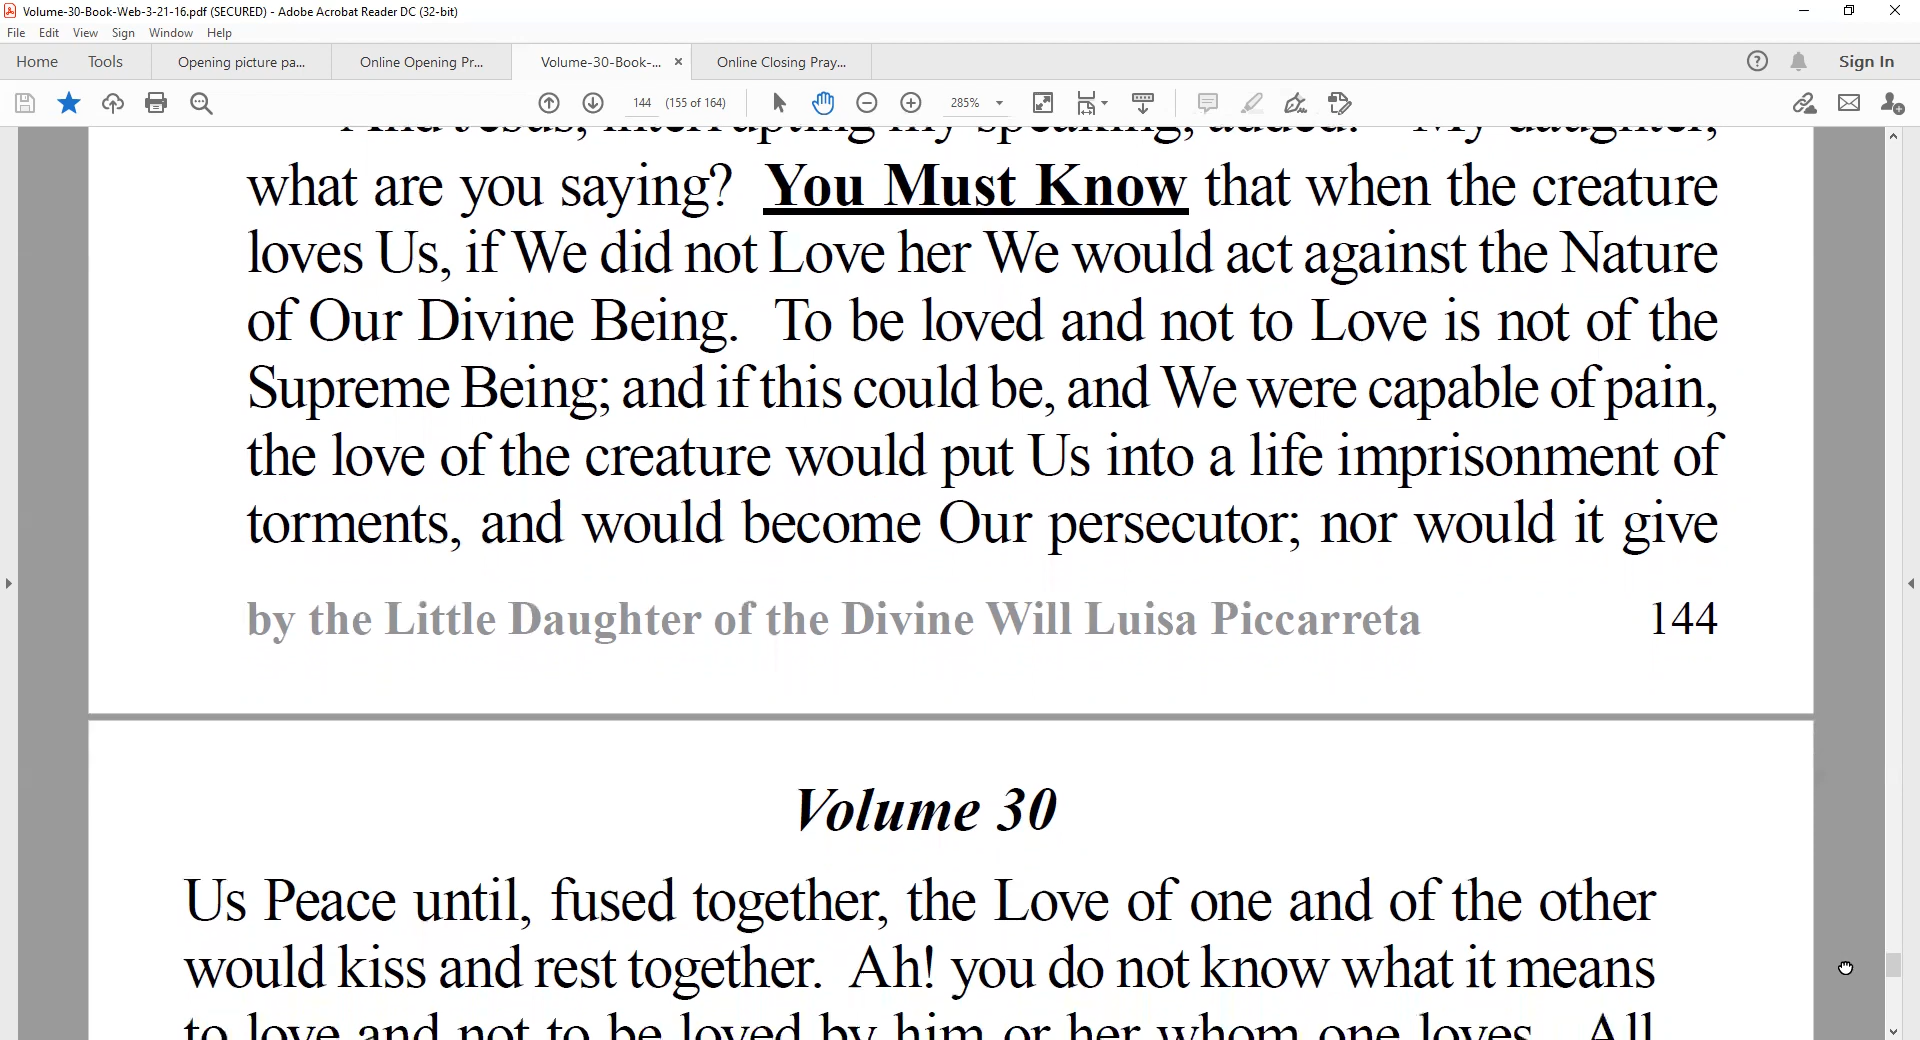 Volume-30-Book-Web-3-21-16.pdf (SECURED) - Adobe Acrobat Reader DC (32-bit)
File Edit View Sign Window Help
Home Tools Opening picture pa... Online Opening Pr... Volume-30-Book-... × Online Closing Pray... Sign In
144 (155 of 164) 285%
And Jesus, interrupting my speaking, added: "My daughter,
what are you saying? You Must Know that when the creature
loves Us, if We did not Love her We would act against the Nature
of Our Divine Being. To be loved and not to Love is not of the
Supreme Being; and if this could be, and We were capable of pain,
the love of the creature would put Us into a life imprisonment of
torments, and would become Our persecutor; nor would it give
by the Little Daughter of the Divine Will Luisa Piccarreta 144
Volume 30
Us Peace until, fused together, the Love of one and of the other
would kiss and rest together. Ah! you do not know what it means
to love and not to be loved by him or her whom one loves. All